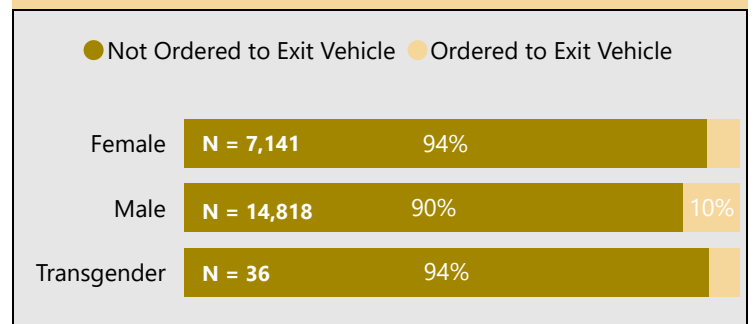 Not Ordered to Exit Vehicle Ordered to Exit Vehicle
Female N = 7,141 94%
Male N = 14,818 90% 10%
Transgender N = 36 94%